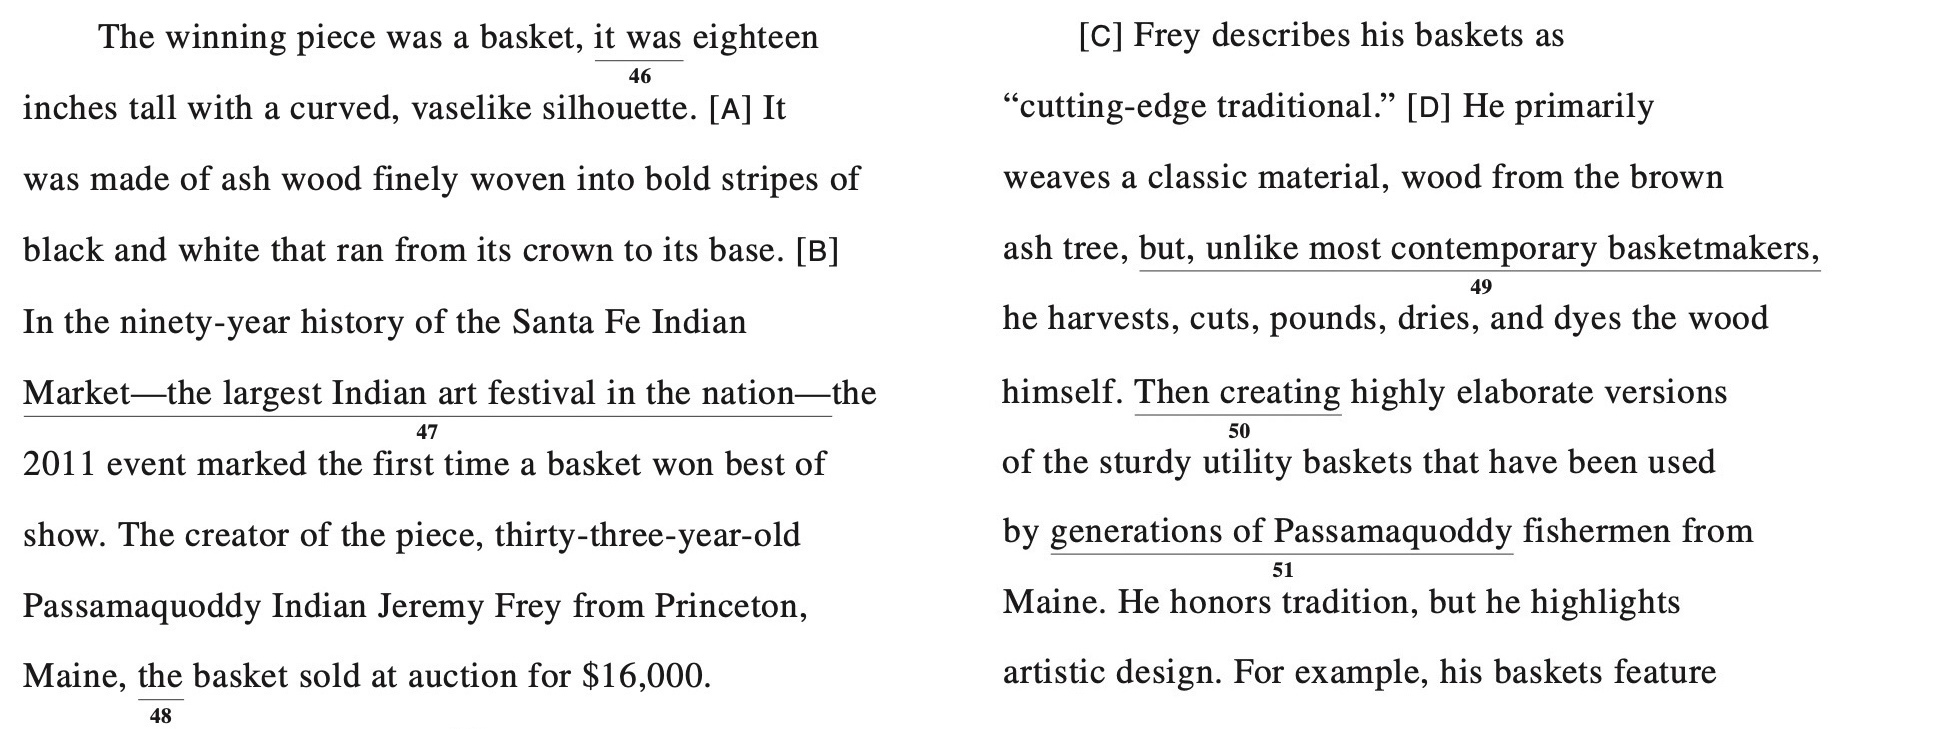 The winning piece was a basket, it was eighteen
46
inches tall with a curved, vaselike silhouette. [A] It
was made of ash wood finely woven into bold stripes of
black and white that ran from its crown to its base. [B]
In the ninety-year history of the Santa Fe Indian
Market—the largest Indian art festival in the nation—the
47
2011 event marked the first time a basket won best of
show. The creator of the piece, thirty-three-year-old
Passamaquoddy Indian Jeremy Frey from Princeton,
Maine, the basket sold at auction for $16,000.
48
[C] Frey describes his baskets as
“cutting-edge traditional.” [D] He primarily
weaves a classic material, wood from the brown
ash tree, but, unlike most contemporary basketmakers,
49
he harvests, cuts, pounds, dries, and dyes the wood
himself. Then creating highly elaborate versions
50
of the sturdy utility baskets that have been used
by generations of Passamaquoddy fishermen from
51
Maine. He honors tradition, but he highlights
artistic design. For example, his baskets feature